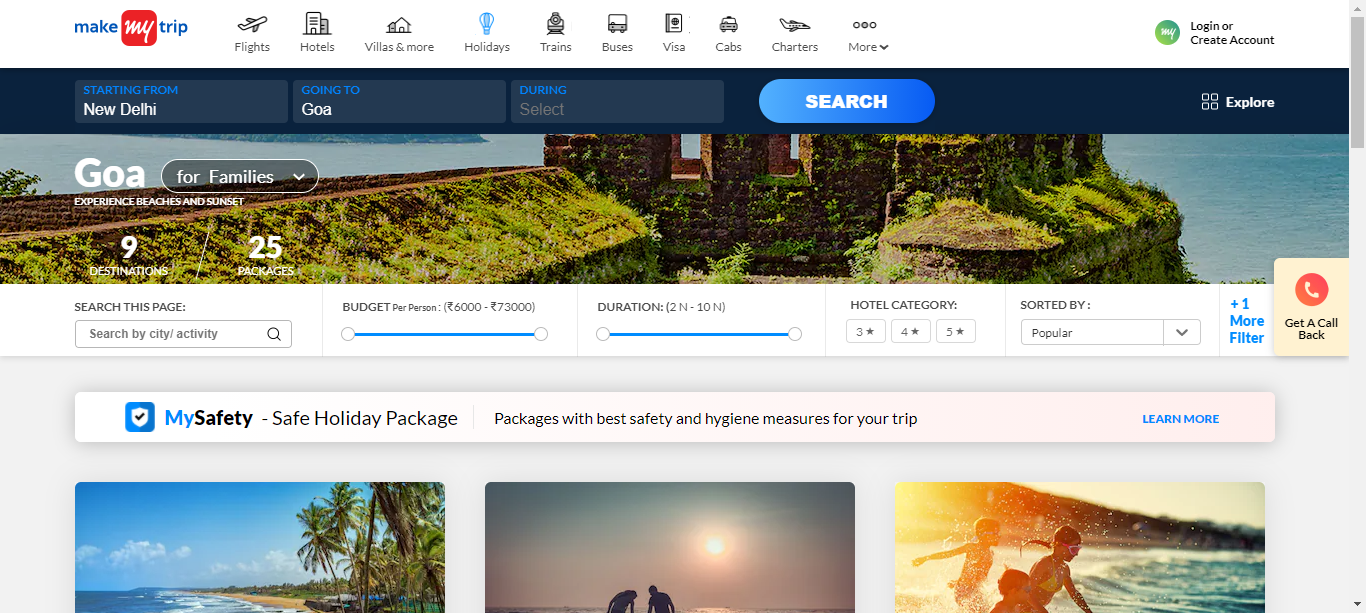 make my trip
Flights
Hotels
Villas & more
Holidays
Trains
Buses
Visa
Cabs
Charters
More
my
Login or
Create Account
STARTING FROM
New Delhi
GOING TO
Goa
DURING
Select
SEARCH
Explore
Goa for Families
EXPERIENCE BEACHES AND SUNSET
9
DESTINATIONS
25
PACKAGES
SEARCH THIS PAGE:
Search by city/ activity
BUDGET Per Person : (₹6000 - ₹73000)
DURATION: (2 N - 10 N)
HOTEL CATEGORY:
3 ★
4 ★
5 ★
SORTED BY :
Popular
+ 1
More
Filter
Get A Call
Back
MySafety - Safe Holiday Package
Packages with best safety and hygiene measures for your trip
LEARN MORE